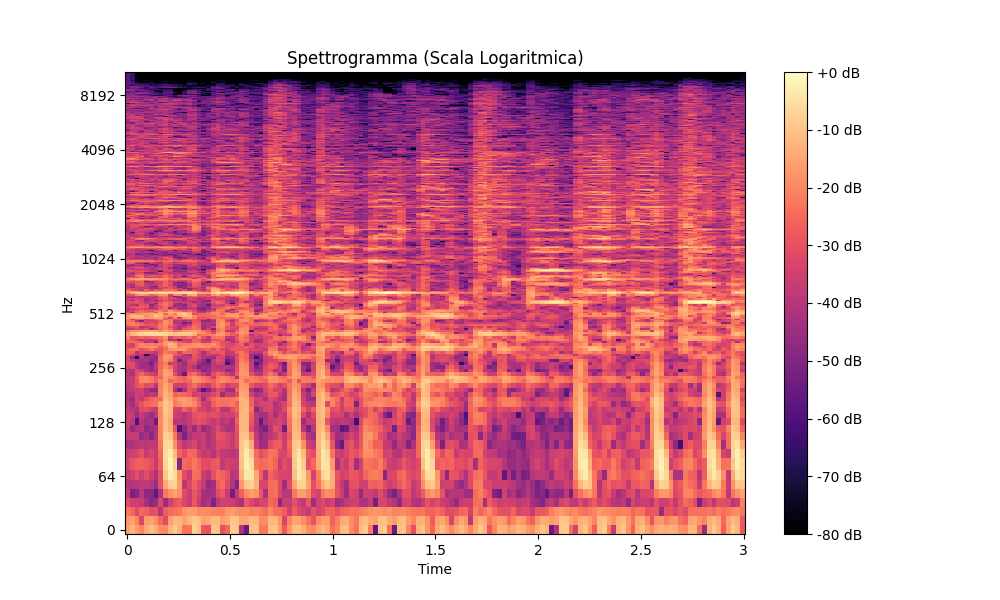 Spettrogramma (Scala Logaritmica)
Hz
8192
4096
2048
1024
512
256
128
64
0
0
0.5
1
1.5
2
2.5
3
Time
+0 dB
-10 dB
-20 dB
-30 dB
-40 dB
-50 dB
-60 dB
-70 dB
-80 dB